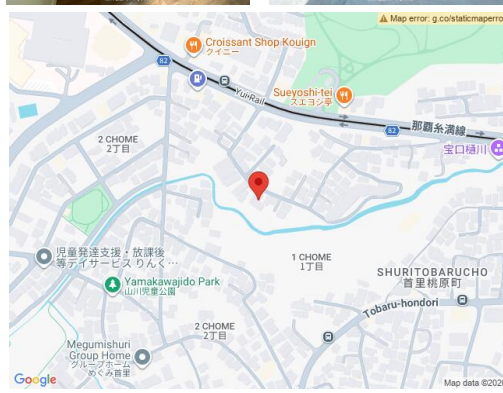 Map error: g.co/staticmaperro
Croissant Shop Kouign
クイニー
82
Yui-Rail
Sueyoshi-tei
スエヨシ亭
82
那覇糸満線
宝口樋川
2 CHOME
2丁目
児童発達支援・放課後
等デイサービス りんく…
1 CHOME
1丁目
SHURITOBARUCHO
首里桃原町
Yamakawajido Park
山川児童公園
Tobaru-hondori
2 CHOME
2丁目
Megumishuri
Group Home
グループホーム
めぐみ首里
Google
Map data ©2026